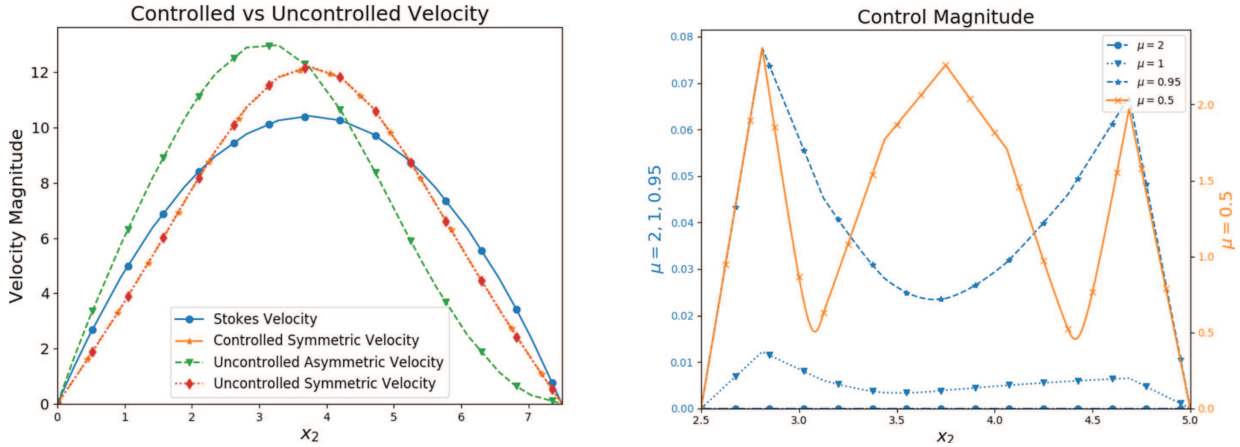 Controlled vs Uncontrolled Velocity
Velocity Magnitude
12
10
8
6
4
2
0
0 1 2 3 4 5 6 7
x₂
Stokes Velocity
Controlled Symmetric Velocity
Uncontrolled Asymmetric Velocity
Uncontrolled Symmetric Velocity
Control Magnitude
μ = 2, 1, 0.95
0.08
0.07
0.06
0.05
0.04
0.03
0.02
0.01
0.00
2.5 3.0 3.5 4.0 4.5 5.0
x₂
μ = 2
μ = 1
μ = 0.95
μ = 0.5
2.0
1.5
1.0
0.5
0.0
μ = 0.5